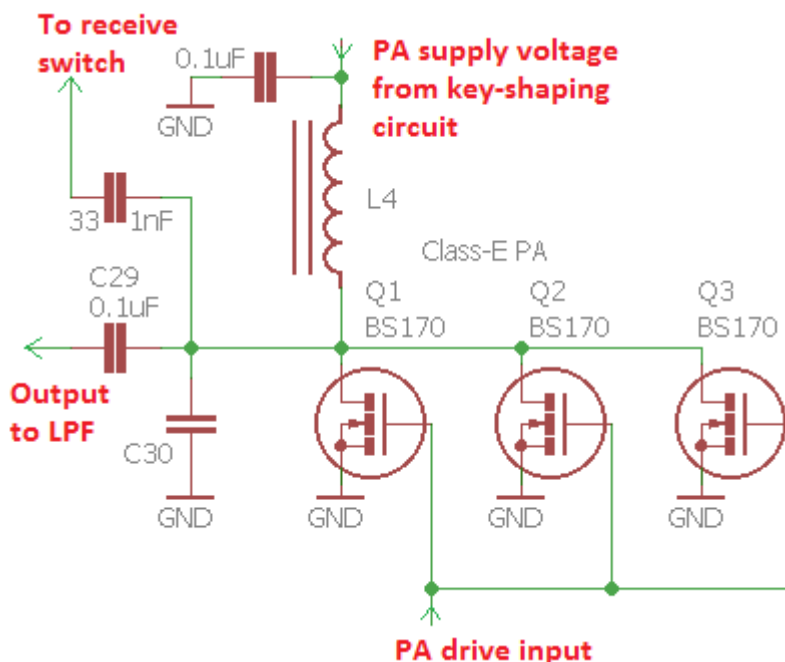 To receive
switch
0.1uF
GND
PA supply voltage
from key-shaping
circuit
33
1nF
L4
Class-E PA
C29
0.1uF
Q1
BS170
Q2
BS170
Q3
BS170
Output
to LPF
C30
GND
GND
GND
GND
PA drive input